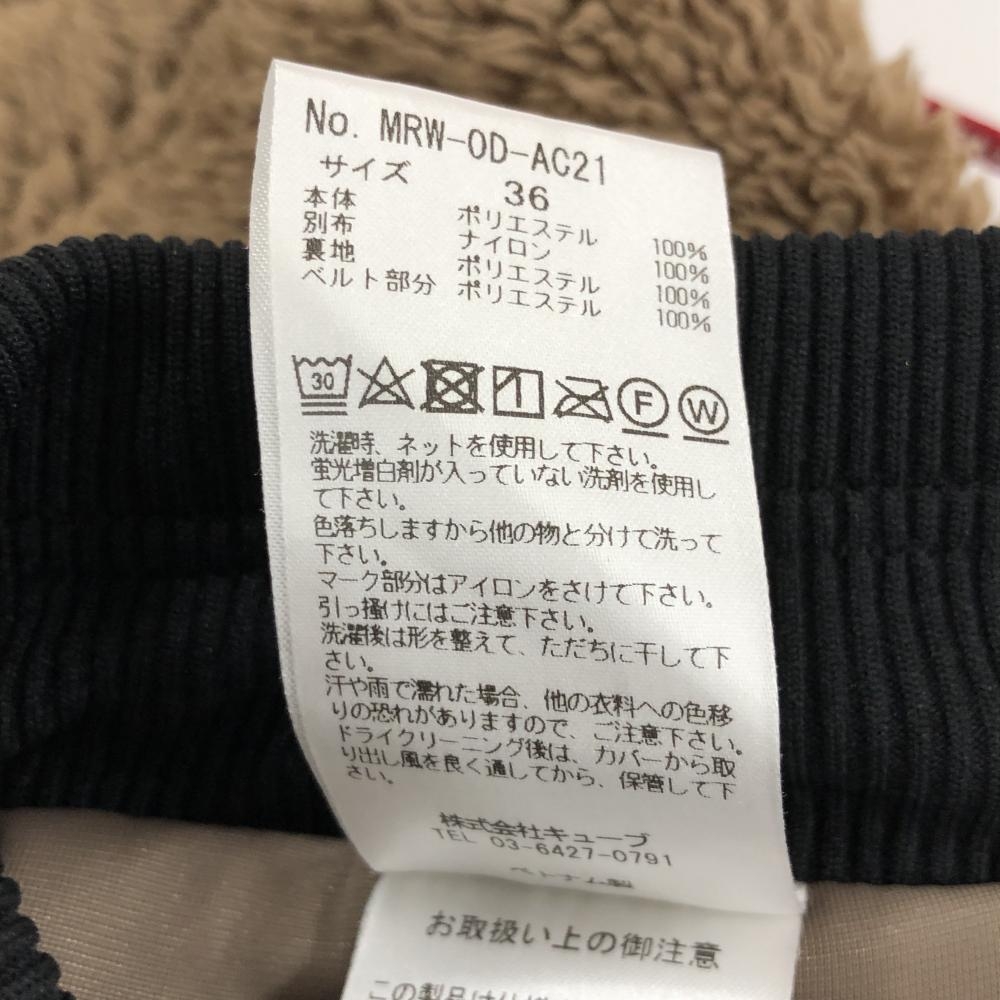 No. MRW-OD-AC21
サイズ 36
本体 ポリエステル 100%
別布 ナイロン 100%
裏地 ポリエステル 100%
ベルト部分 ポリエステル 100%
30 F W
洗濯時、ネットを使用して下さい。
蛍光増白剤が入っていない洗剤を使用し
て下さい。
色落ちしますから他の物と分けて洗って
下さい。
マーク部分はアイロンをさけて下さい。
引っ掻けにはご注意下さい。
洗濯後は形を整えて、ただちに干して下
さい。
汗や雨で濡れた場合、他の衣料への色移
りの恐れがありますので、ご注意下さい。
ドライクリーニング後は、カバーから取
り出し風を良く通してから、保管して下
さい。
株式会社キューブ
TEL 03-6427-0791
ベトナム製
お取扱い上の御注意
この製品は